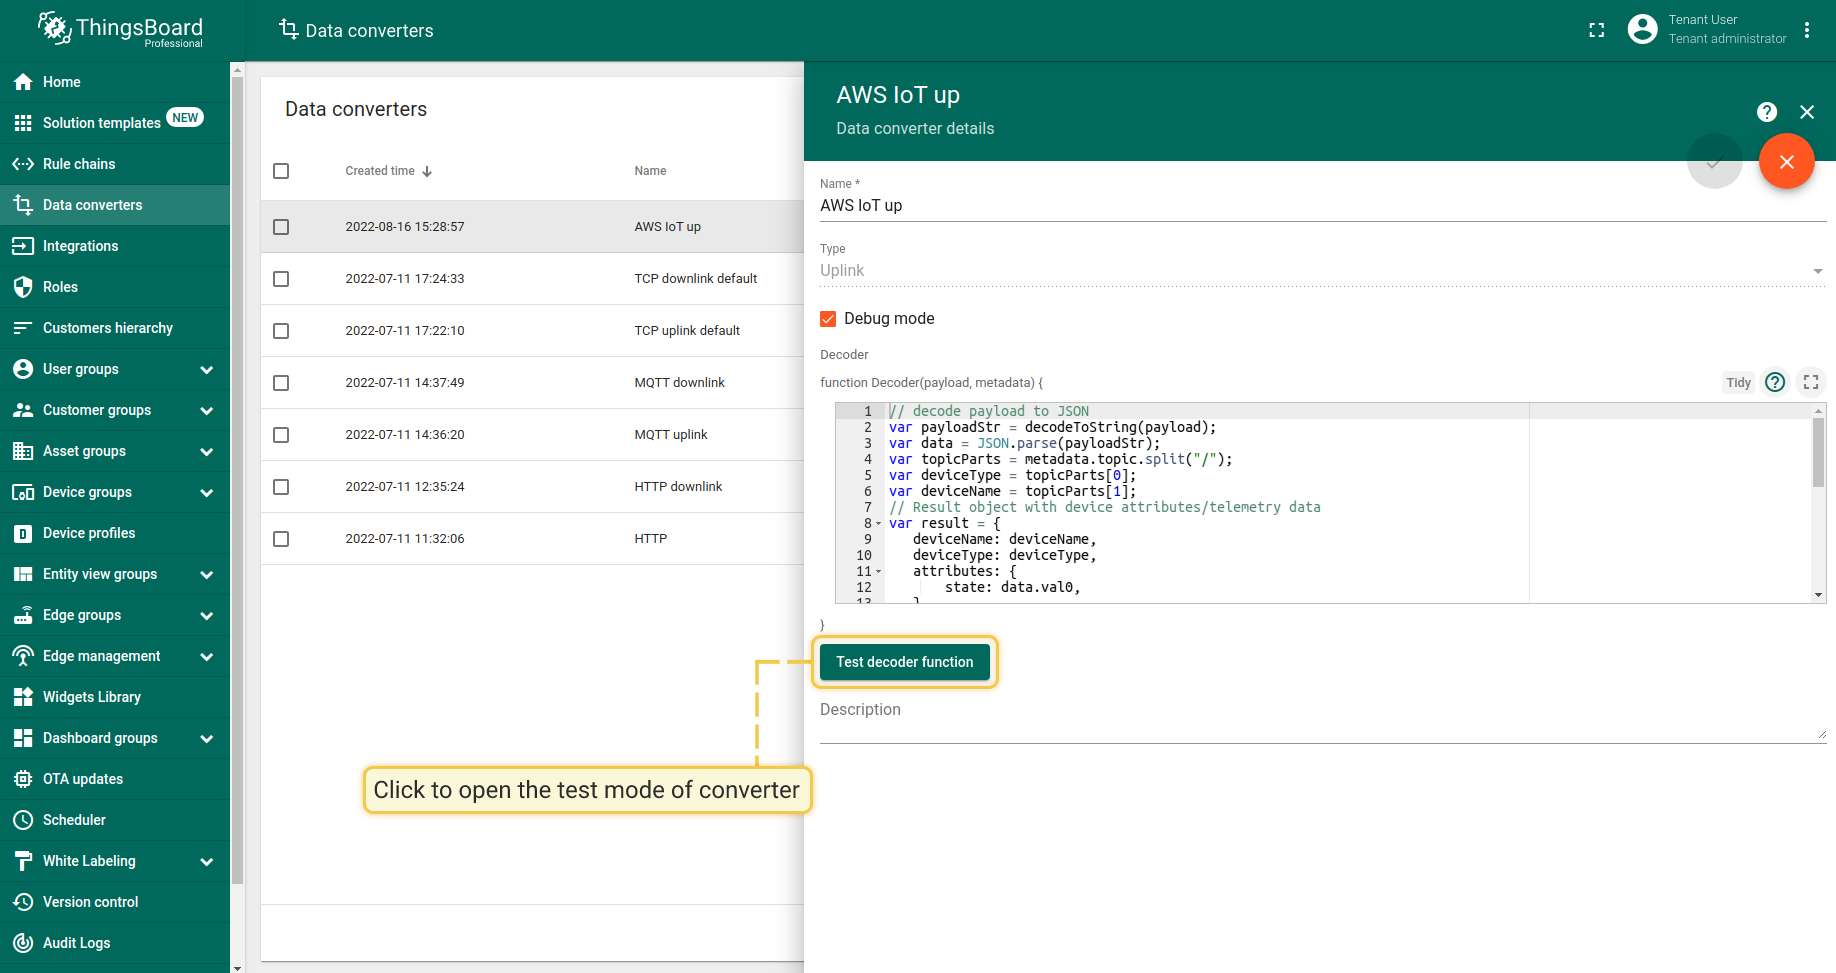 ThingsBoard
Professional
Data converters
Tenant User
Tenant administrator
Home
Solution templates NEW
Rule chains
Data converters
Integrations
Roles
Customers hierarchy
User groups
Customer groups
Asset groups
Device groups
Device profiles
Entity view groups
Edge groups
Edge management
Widgets Library
Dashboard groups
OTA updates
Scheduler
White Labeling
Version control
Audit Logs
Data converters
Created time Name
2022-08-16 15:28:57 AWS IoT up
2022-07-11 17:24:33 TCP downlink default
2022-07-11 17:22:10 TCP uplink default
2022-07-11 14:37:49 MQTT downlink
2022-07-11 14:36:20 MQTT uplink
2022-07-11 12:35:24 HTTP downlink
2022-07-11 11:32:06 HTTP
Click to open the test mode of converter
AWS IoT up
Data converter details
Name *
AWS IoT up
Type
Uplink
Debug mode
Decoder
function Decoder(payload, metadata) {
Tidy
1 // decode payload to JSON
2 var payloadStr = decodeToString(payload);
3 var data = JSON.parse(payloadStr);
4 var topicParts = metadata.topic.split("/");
5 var deviceType = topicParts[0];
6 var deviceName = topicParts[1];
7 // Result object with device attributes/telemetry data
8 var result = {
9 deviceName: deviceName,
10 deviceType: deviceType,
11 attributes: {
12 state: data.val0,
13 }
}
Test decoder function
Description